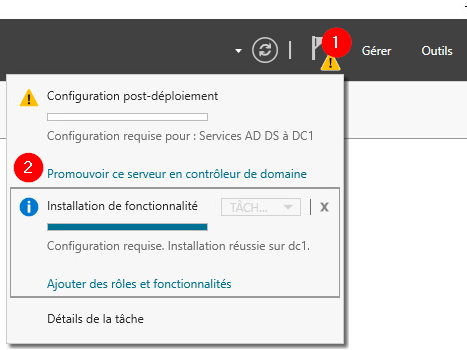 1
Gérer Outils
Configuration post-déploiement
Configuration requise pour : Services AD DS à DC1
2
Promouvoir ce serveur en contrôleur de domaine
Installation de fonctionnalité TÂCH... X
Configuration requise. Installation réussie sur dc1.
Ajouter des rôles et fonctionnalités
Détails de la tâche